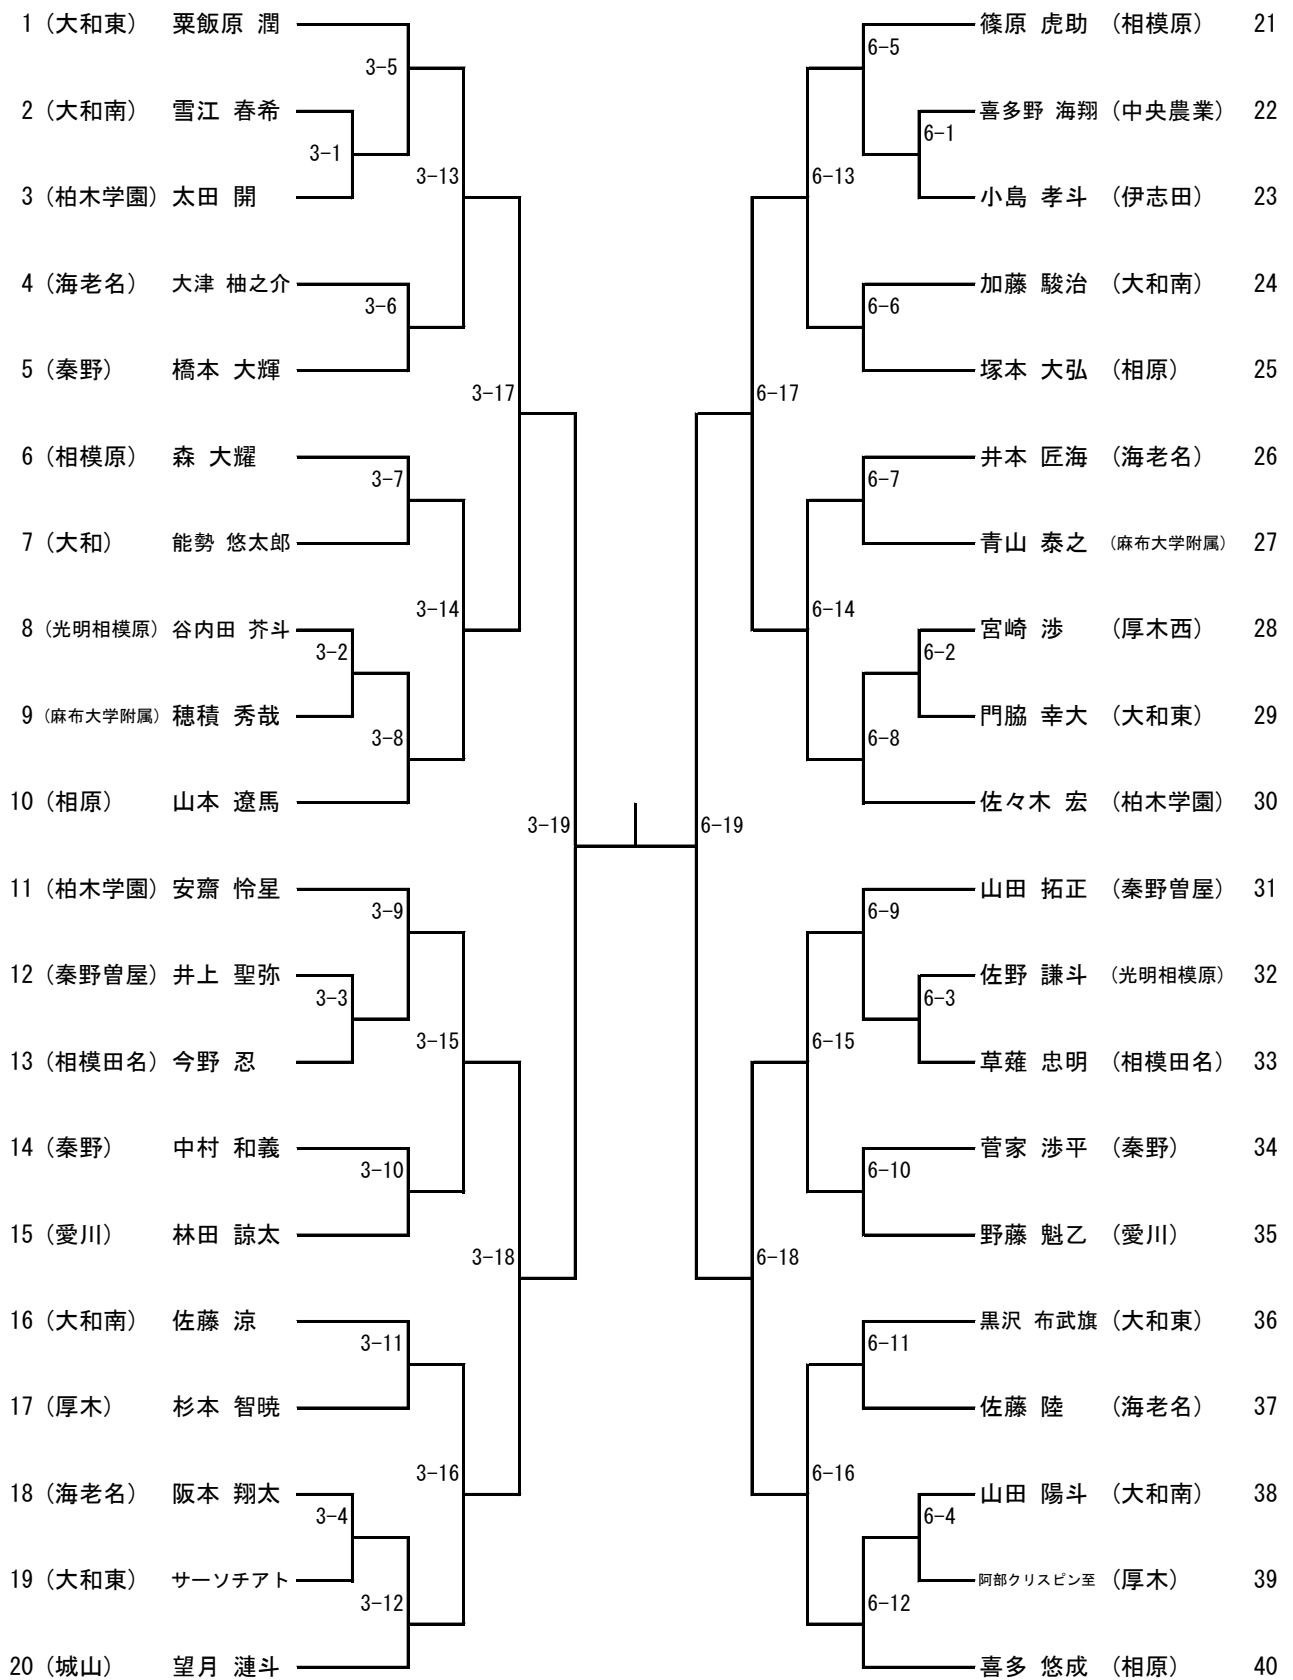 1（大和東） 粟飯原 潤
3-5
2（大和南） 雪江 春希
3-1
3-13
3（柏木学園） 太田 開
4（海老名） 大津 柚之介
3-6
5（秦野） 橋本 大輝
3-17
6（相模原） 森 大耀
3-7
7（大和） 能勢 悠太郎
3-14
8（光明相模原） 谷内田 芥斗
3-2
9（麻布大学附属） 穂積 秀哉
3-8
10（相原） 山本 遼馬
3-19
11（柏木学園） 安齋 怜星
3-9
12（秦野曽屋） 井上 聖弥
3-3
3-15
13（相模田名） 今野 忍
14（秦野） 中村 和義
3-10
15（愛川） 林田 諒太
3-18
16（大和南） 佐藤 涼
3-11
17（厚木） 杉本 智暁
3-16
18（海老名） 阪本 翔太
3-4
19（大和東） サーソチアト
3-12
20（城山） 望月 漣斗
篠原 虎助 （相模原） 21
6-5
喜多野 海翔 （中央農業） 22
6-1
6-13
小島 孝斗 （伊志田） 23
加藤 駿治 （大和南） 24
6-6
塚本 大弘 （相原） 25
6-17
井本 匠海 （海老名） 26
6-7
青山 泰之 （麻布大学附属） 27
6-14
宮崎 渉 （厚木西） 28
6-2
門脇 幸大 （大和東） 29
6-8
佐々木 宏 （柏木学園） 30
6-19
山田 拓正 （秦野曽屋） 31
6-9
佐野 謙斗 （光明相模原） 32
6-3
6-15
草薙 忠明 （相模田名） 33
菅家 渉平 （秦野） 34
6-10
野藤 魁乙 （愛川） 35
6-18
黒沢 布武旗 （大和東） 36
6-11
佐藤 陸 （海老名） 37
6-16
山田 陽斗 （大和南） 38
6-4
阿部クリスピン至 （厚木） 39
6-12
喜多 悠成 （相原） 40